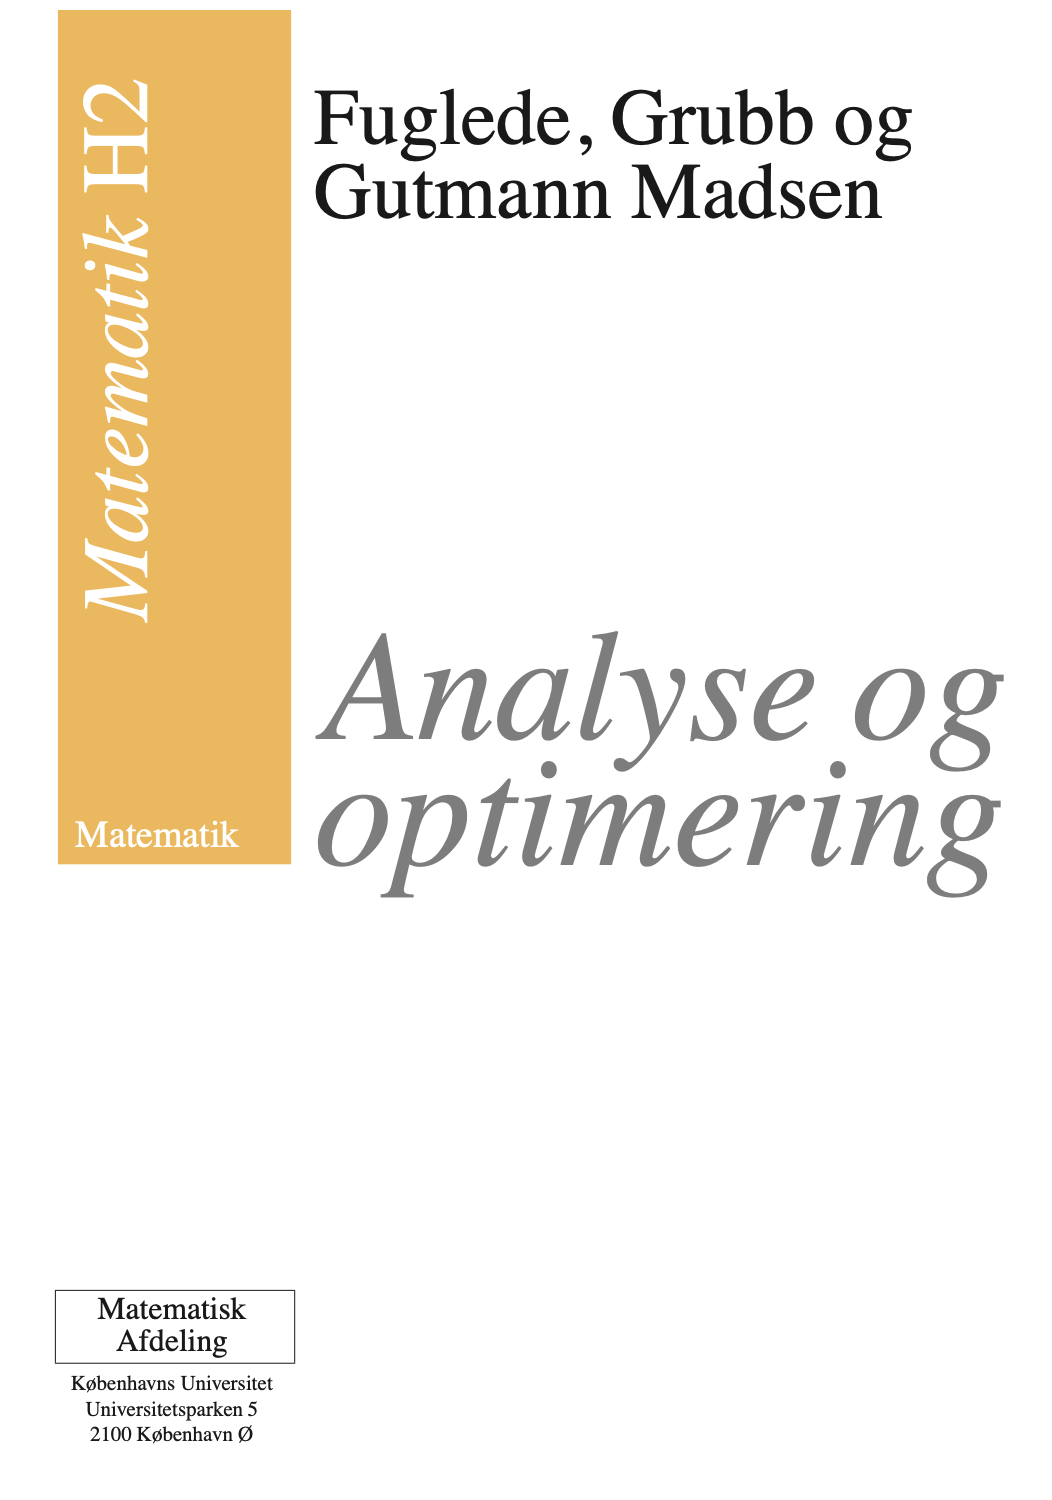 Matematik H2
Fuglede, Grubb og
Gutmann Madsen
Analyse og
optimering
Matematik
Matematisk
Afdeling
Københavns Universitet
Universitetsparken 5
2100 København Ø